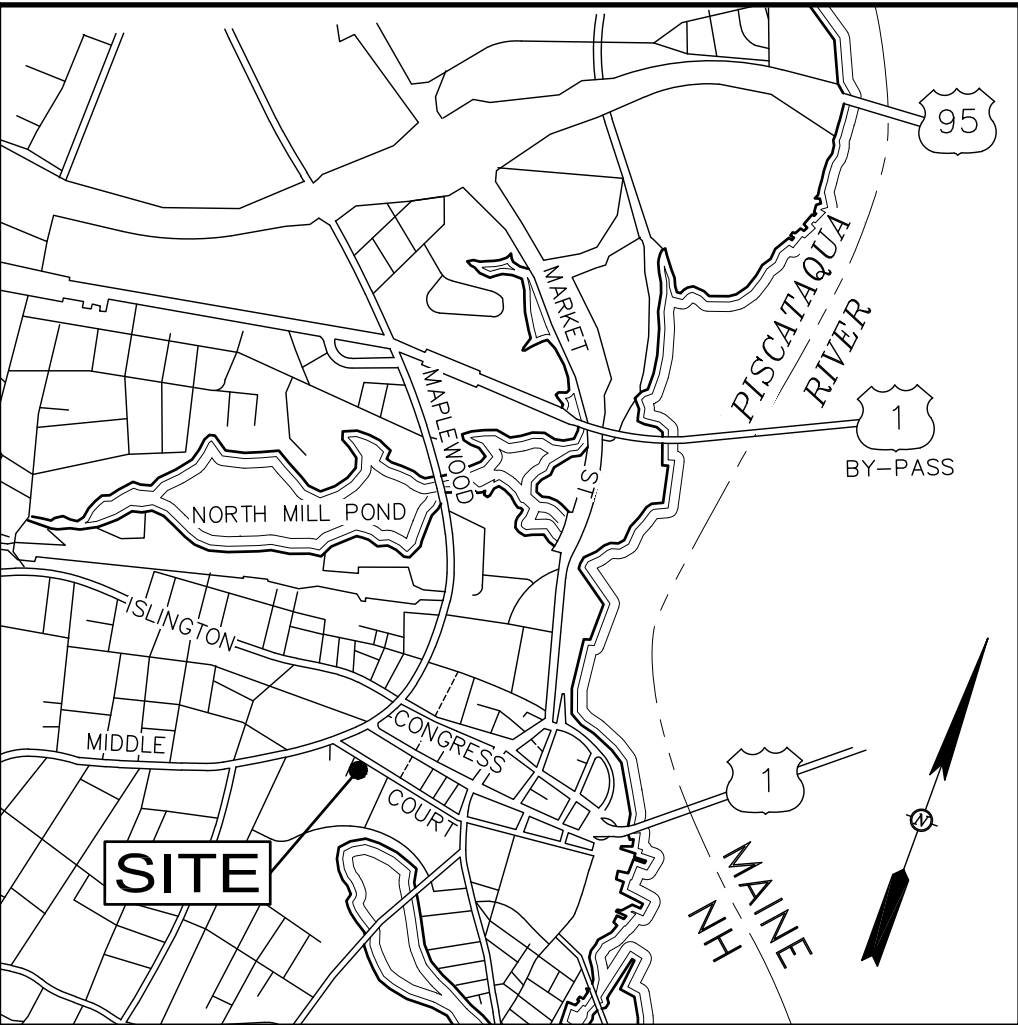 95
PISCATAQUA
RIVER
MARKET
ST
1
BY-PASS
MAPLEWOOD
NORTH MILL POND
ISLINGTON
CONGRESS
MIDDLE
COURT
1
SITE
N
MAINE
NH